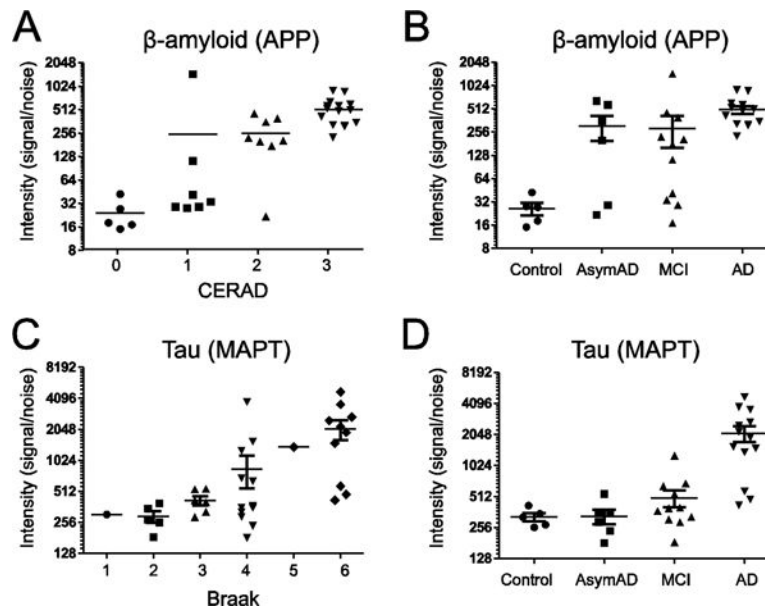 A
β-amyloid (APP)
Intensity (signal/noise)
2048
1024
512
256
128
64
32
16
8
0 1 2 3
CERAD
B
β-amyloid (APP)
Intensity (signal/noise)
2048
1024
512
256
128
64
32
16
8
Control AsymAD MCI AD
C
Tau (MAPT)
Intensity (signal/noise)
8192
4096
2048
1024
512
256
128
1 2 3 4 5 6
Braak
D
Tau (MAPT)
Intensity (signal/noise)
8192
4096
2048
1024
512
256
128
Control AsymAD MCI AD